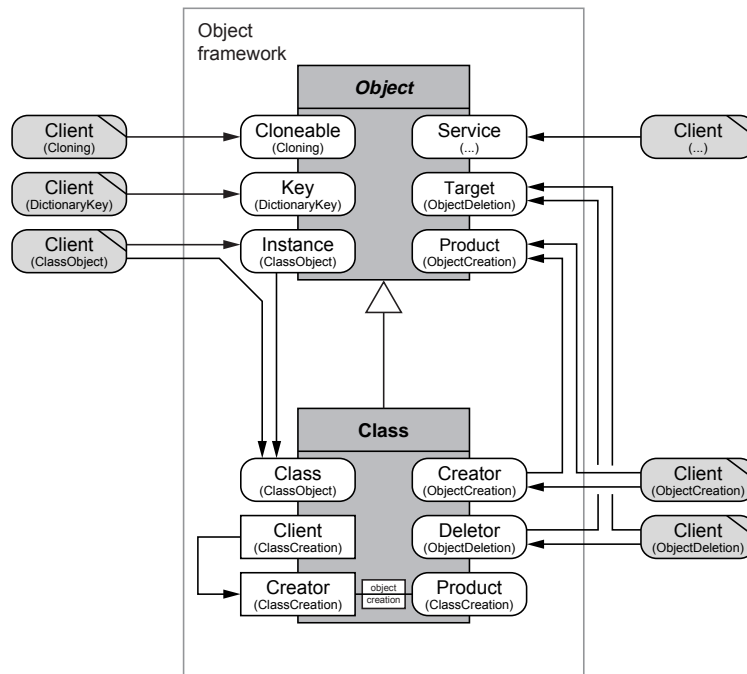 Object
framework
Object
Client
(Cloning)
Cloneable
(Cloning)
Service
(...)
Client
(...)
Client
(DictionaryKey)
Key
(DictionaryKey)
Target
(ObjectDeletion)
Client
(ClassObject)
Instance
(ClassObject)
Product
(ObjectCreation)
Class
Class
(ClassObject)
Creator
(ObjectCreation)
Client
(ObjectCreation)
Client
(ClassCreation)
Deletor
(ObjectDeletion)
Client
(ObjectDeletion)
Creator
(ClassCreation)
object
creation
Product
(ClassCreation)